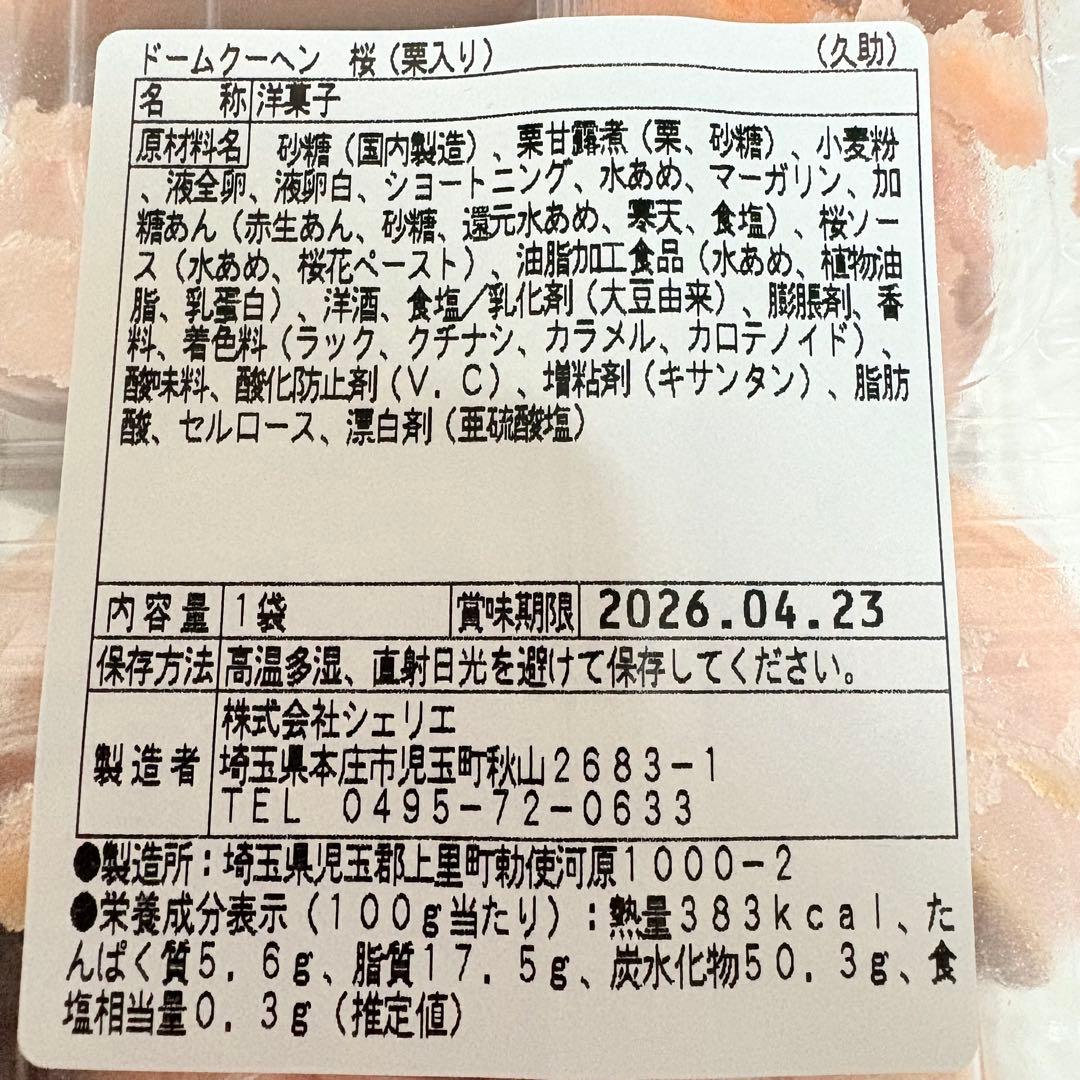 ドームクーヘン 桜（栗入り） （久助）
名称 洋菓子
原材料名 砂糖（国内製造）、栗甘露煮（栗、砂糖）、小麦粉
、液全卵、液卵白、ショートニング、水あめ、マーガリン、加
糖あん（赤生あん、砂糖、還元水あめ、寒天、食塩）、桜ソー
ス（水あめ、桜花ペースト）、油脂加工食品（水あめ、植物油
脂、乳蛋白）、洋酒、食塩／乳化剤（大豆由来）、膨脹剤、香
料、着色料（ラック、クチナシ、カラメル、カロテノイド）、
酸味料、酸化防止剤（Ｖ．Ｃ）、増粘剤（キサンタン）、脂肪
酸、セルロース、漂白剤（亜硫酸塩）
内容量 １袋 賞味期限 2026.04.23
保存方法 高温多湿、直射日光を避けて保存してください。
製造者 株式会社シェリエ
埼玉県本庄市児玉町秋山２６８３－１
ＴＥＬ ０４９５－７２－０６３３
●製造所：埼玉県児玉郡上里町勅使河原１０００－２
●栄養成分表示（１００ｇ当たり）：熱量３８３ｋｃａｌ、た
んぱく質５．６ｇ、脂質１７．５ｇ、炭水化物５０．３ｇ、食
塩相当量０．３ｇ（推定値）